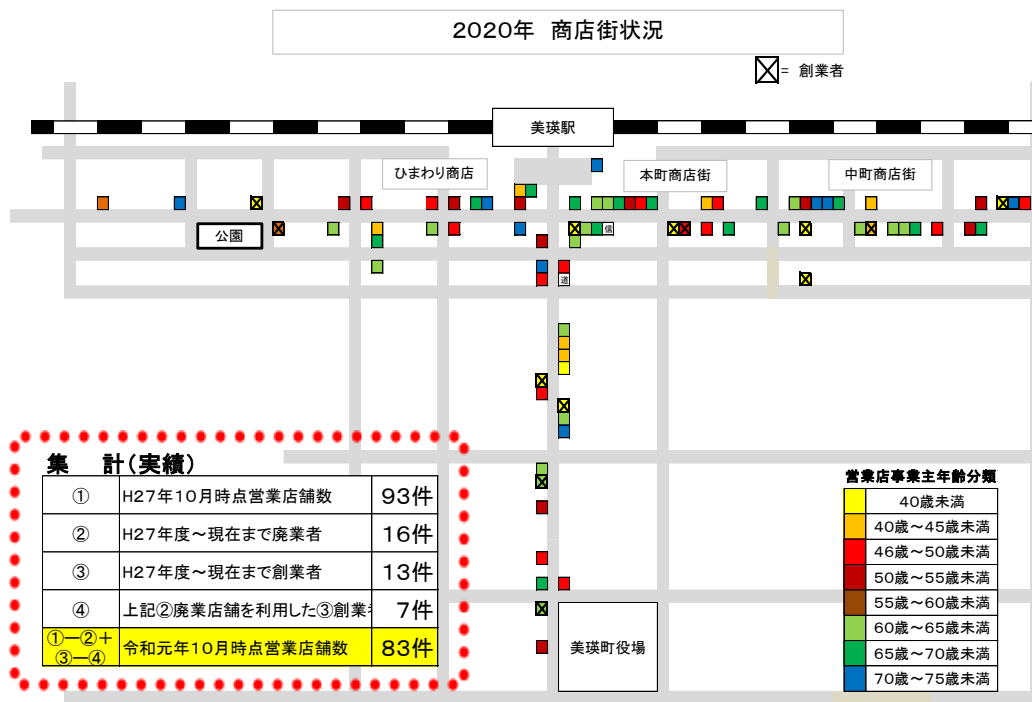 2020年 商店街状況
= 創業者
美瑛駅
ひまわり商店
本町商店街
中町商店街
公園
信
道
集 計(実績)
① H27年10月時点営業店舗数 93件
② H27年度～現在まで廃業者 16件
③ H27年度～現在まで創業者 13件
④ 上記②廃業店舗を利用した③創業 7件
①－②＋
③－④
令和元年10月時点営業店舗数 83件
営業店事業主年齢分類
40歳未満
40歳～45歳未満
46歳～50歳未満
50歳～55歳未満
55歳～60歳未満
60歳～65歳未満
65歳～70歳未満
70歳～75歳未満
美瑛町役場